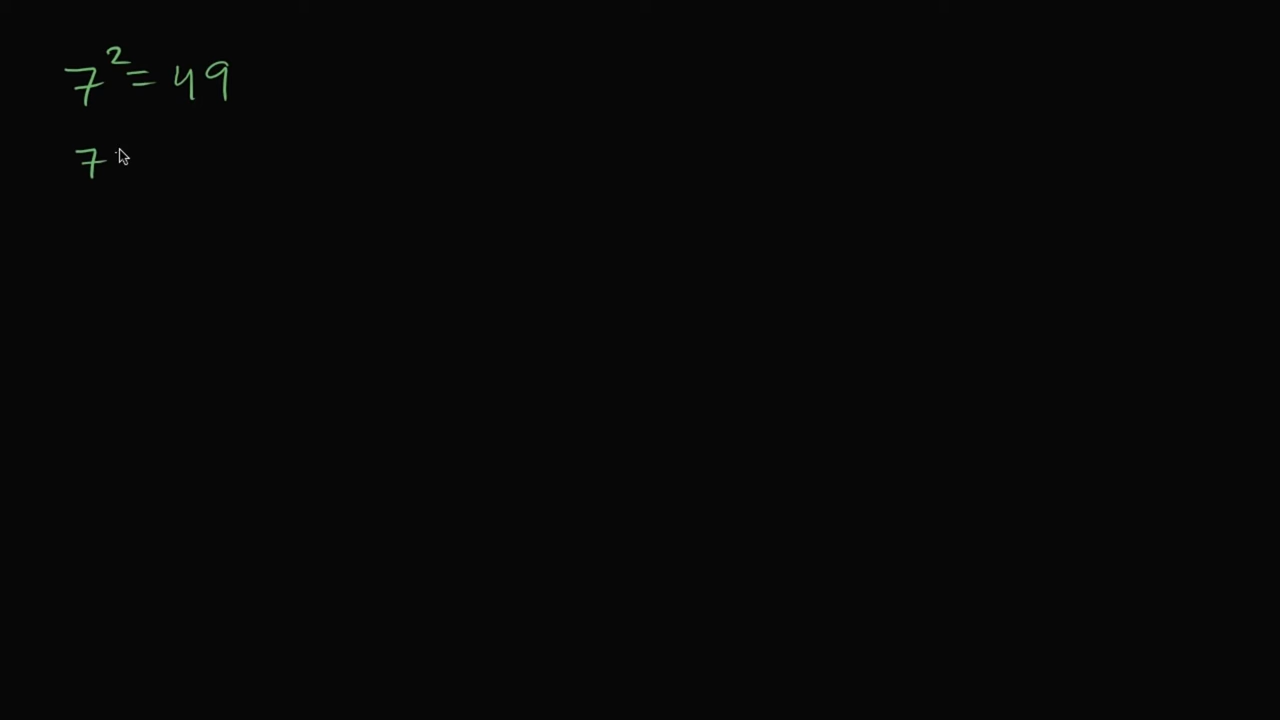 7² = 49
7